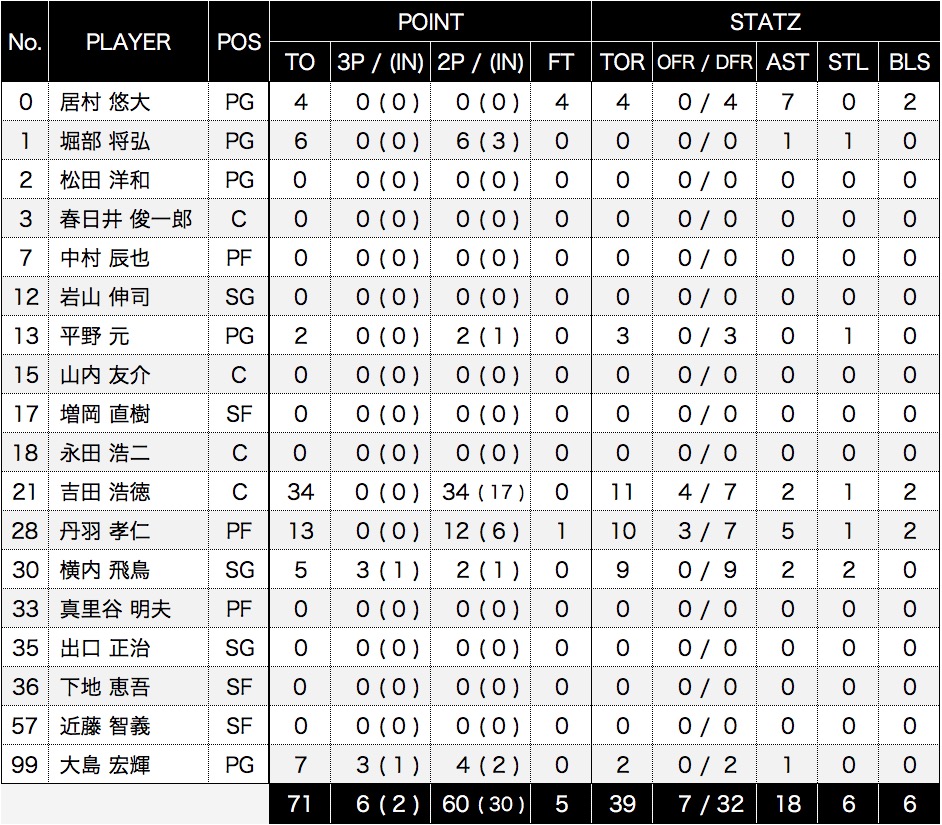 No. PLAYER POS POINT STATZ
TO 3P / (IN) 2P / (IN) FT TOR OFR / DFR AST STL BLS
0 居村 悠大 PG 4 0 ( 0 ) 0 ( 0 ) 4 4 0 / 4 7 0 2
1 堀部 将弘 PG 6 0 ( 0 ) 6 ( 3 ) 0 0 0 / 0 1 1 0
2 松田 洋和 PG 0 0 ( 0 ) 0 ( 0 ) 0 0 0 / 0 0 0 0
3 春日井 俊一郎 C 0 0 ( 0 ) 0 ( 0 ) 0 0 0 / 0 0 0 0
7 中村 辰也 PF 0 0 ( 0 ) 0 ( 0 ) 0 0 0 / 0 0 0 0
12 岩山 伸司 SG 0 0 ( 0 ) 0 ( 0 ) 0 0 0 / 0 0 0 0
13 平野 元 PG 2 0 ( 0 ) 2 ( 1 ) 0 3 0 / 3 0 1 0
15 山内 友介 C 0 0 ( 0 ) 0 ( 0 ) 0 0 0 / 0 0 0 0
17 増岡 直樹 SF 0 0 ( 0 ) 0 ( 0 ) 0 0 0 / 0 0 0 0
18 永田 浩二 C 0 0 ( 0 ) 0 ( 0 ) 0 0 0 / 0 0 0 0
21 吉田 浩徳 C 34 0 ( 0 ) 34 ( 17 ) 0 11 4 / 7 2 1 2
28 丹羽 孝仁 PF 13 0 ( 0 ) 12 ( 6 ) 1 10 3 / 7 5 1 2
30 横内 飛鳥 SG 5 3 ( 1 ) 2 ( 1 ) 0 9 0 / 9 2 2 0
33 真里谷 明夫 PF 0 0 ( 0 ) 0 ( 0 ) 0 0 0 / 0 0 0 0
35 出口 正治 SG 0 0 ( 0 ) 0 ( 0 ) 0 0 0 / 0 0 0 0
36 下地 恵吾 SF 0 0 ( 0 ) 0 ( 0 ) 0 0 0 / 0 0 0 0
57 近藤 智義 SF 0 0 ( 0 ) 0 ( 0 ) 0 0 0 / 0 0 0 0
99 大島 宏輝 PG 7 3 ( 1 ) 4 ( 2 ) 0 2 0 / 2 1 0 0
71 6 ( 2 ) 60 ( 30 ) 5 39 7 / 32 18 6 6